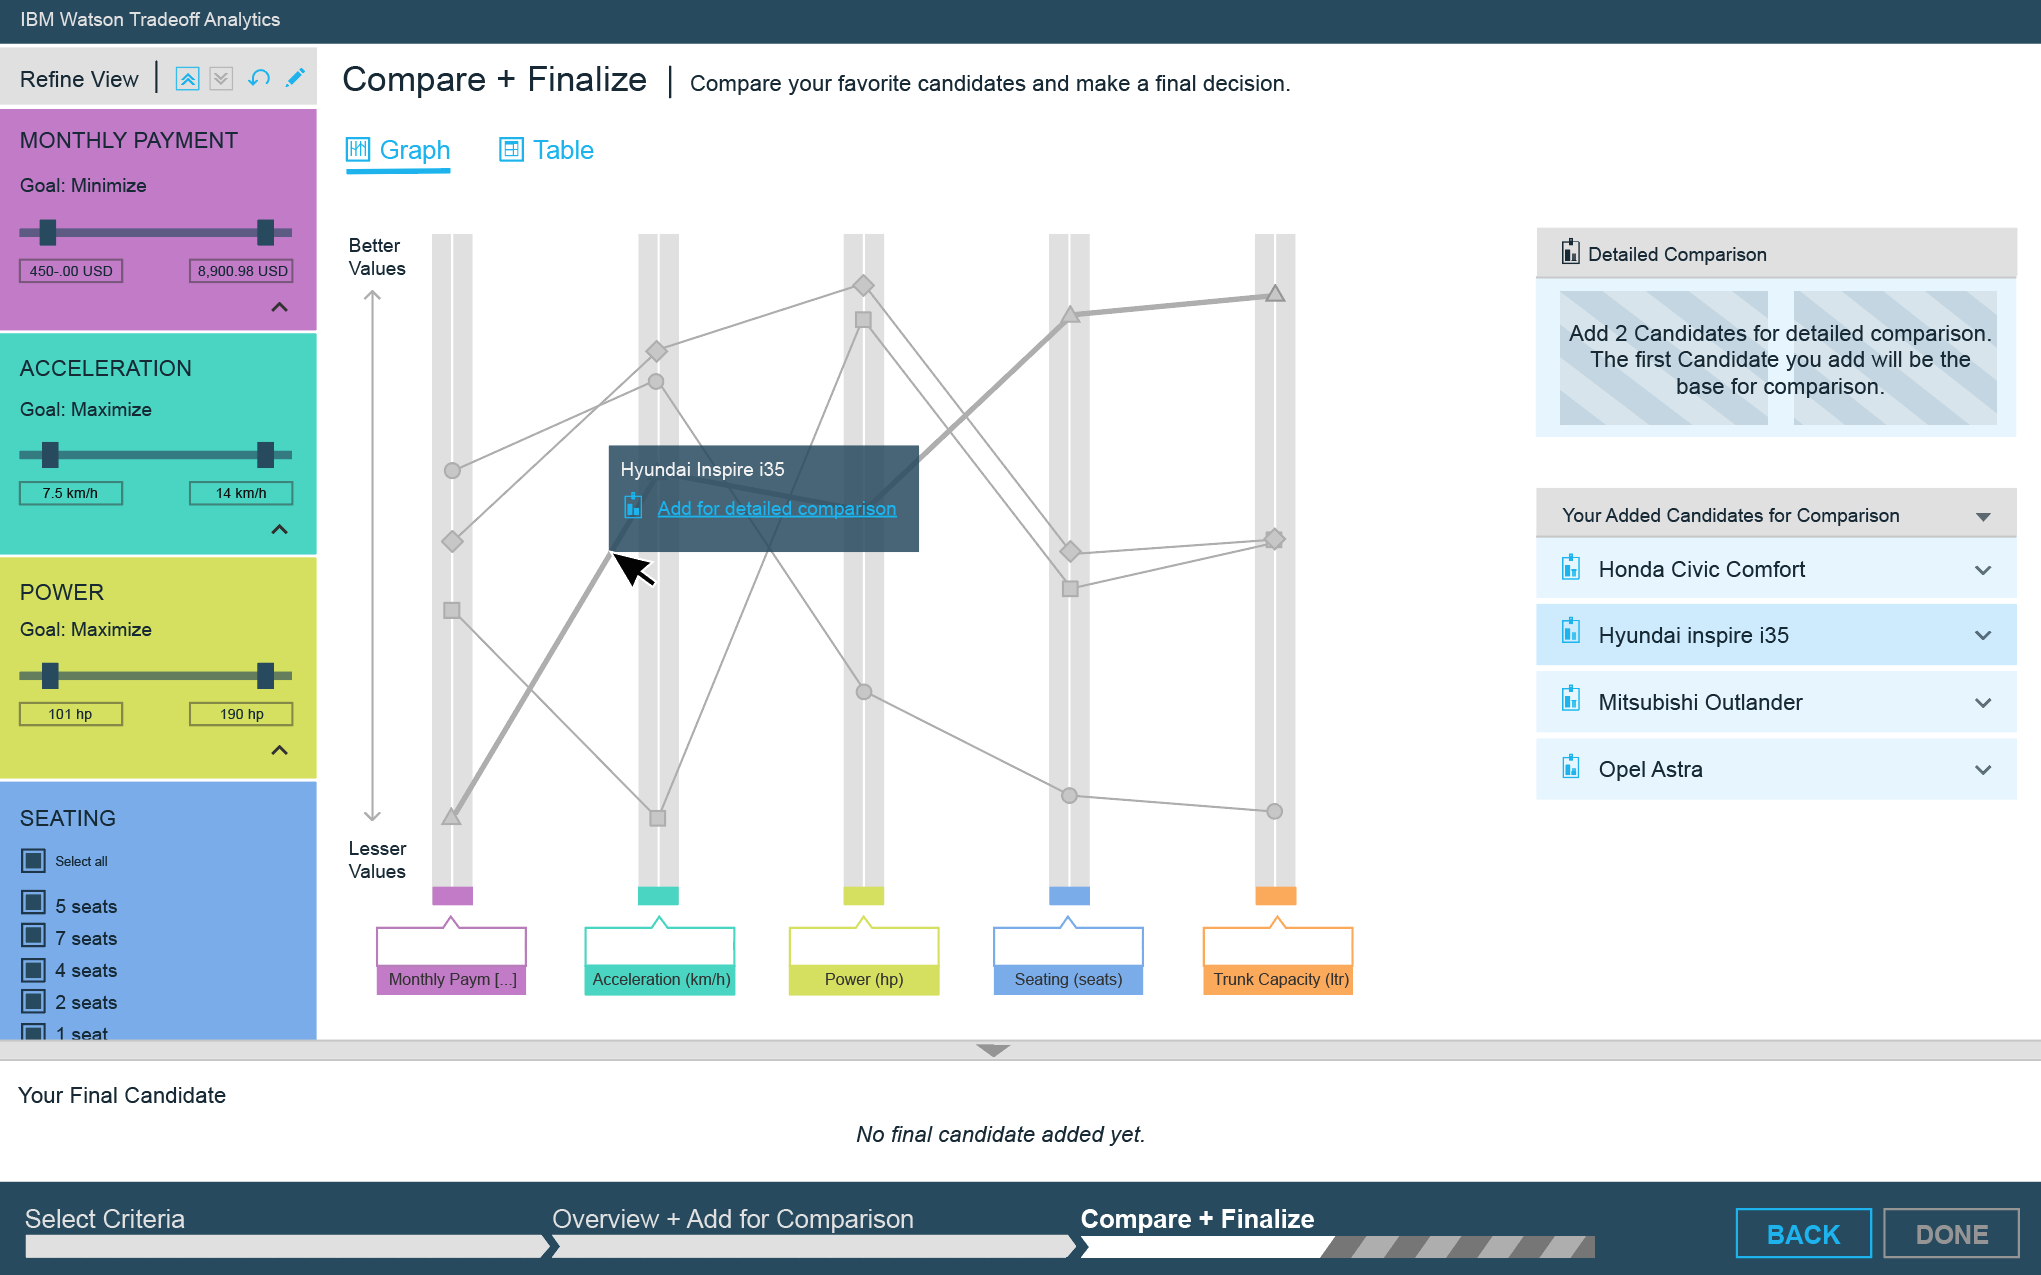 IBM Watson Tradeoff Analytics
Refine View
MONTHLY PAYMENT
Goal: Minimize
450-.00 USD
8,900.98 USD
ACCELERATION
Goal: Maximize
7.5 km/h
14 km/h
POWER
Goal: Maximize
101 hp
190 hp
SEATING
Select all
5 seats
7 seats
4 seats
2 seats
1 seat
Compare + Finalize
Compare your favorite candidates and make a final decision.
Graph
Table
Better
Values
Lesser
Values
Hyundai Inspire i35
Add for detailed comparison
Monthly Paym [...]
Acceleration (km/h)
Power (hp)
Seating (seats)
Trunk Capacity (ltr)
Detailed Comparison
Add 2 Candidates for detailed comparison.
The first Candidate you add will be the
base for comparison.
Your Added Candidates for Comparison
Honda Civic Comfort
Hyundai inspire i35
Mitsubishi Outlander
Opel Astra
Your Final Candidate
No final candidate added yet.
Select Criteria
Overview + Add for Comparison
Compare + Finalize
BACK
DONE